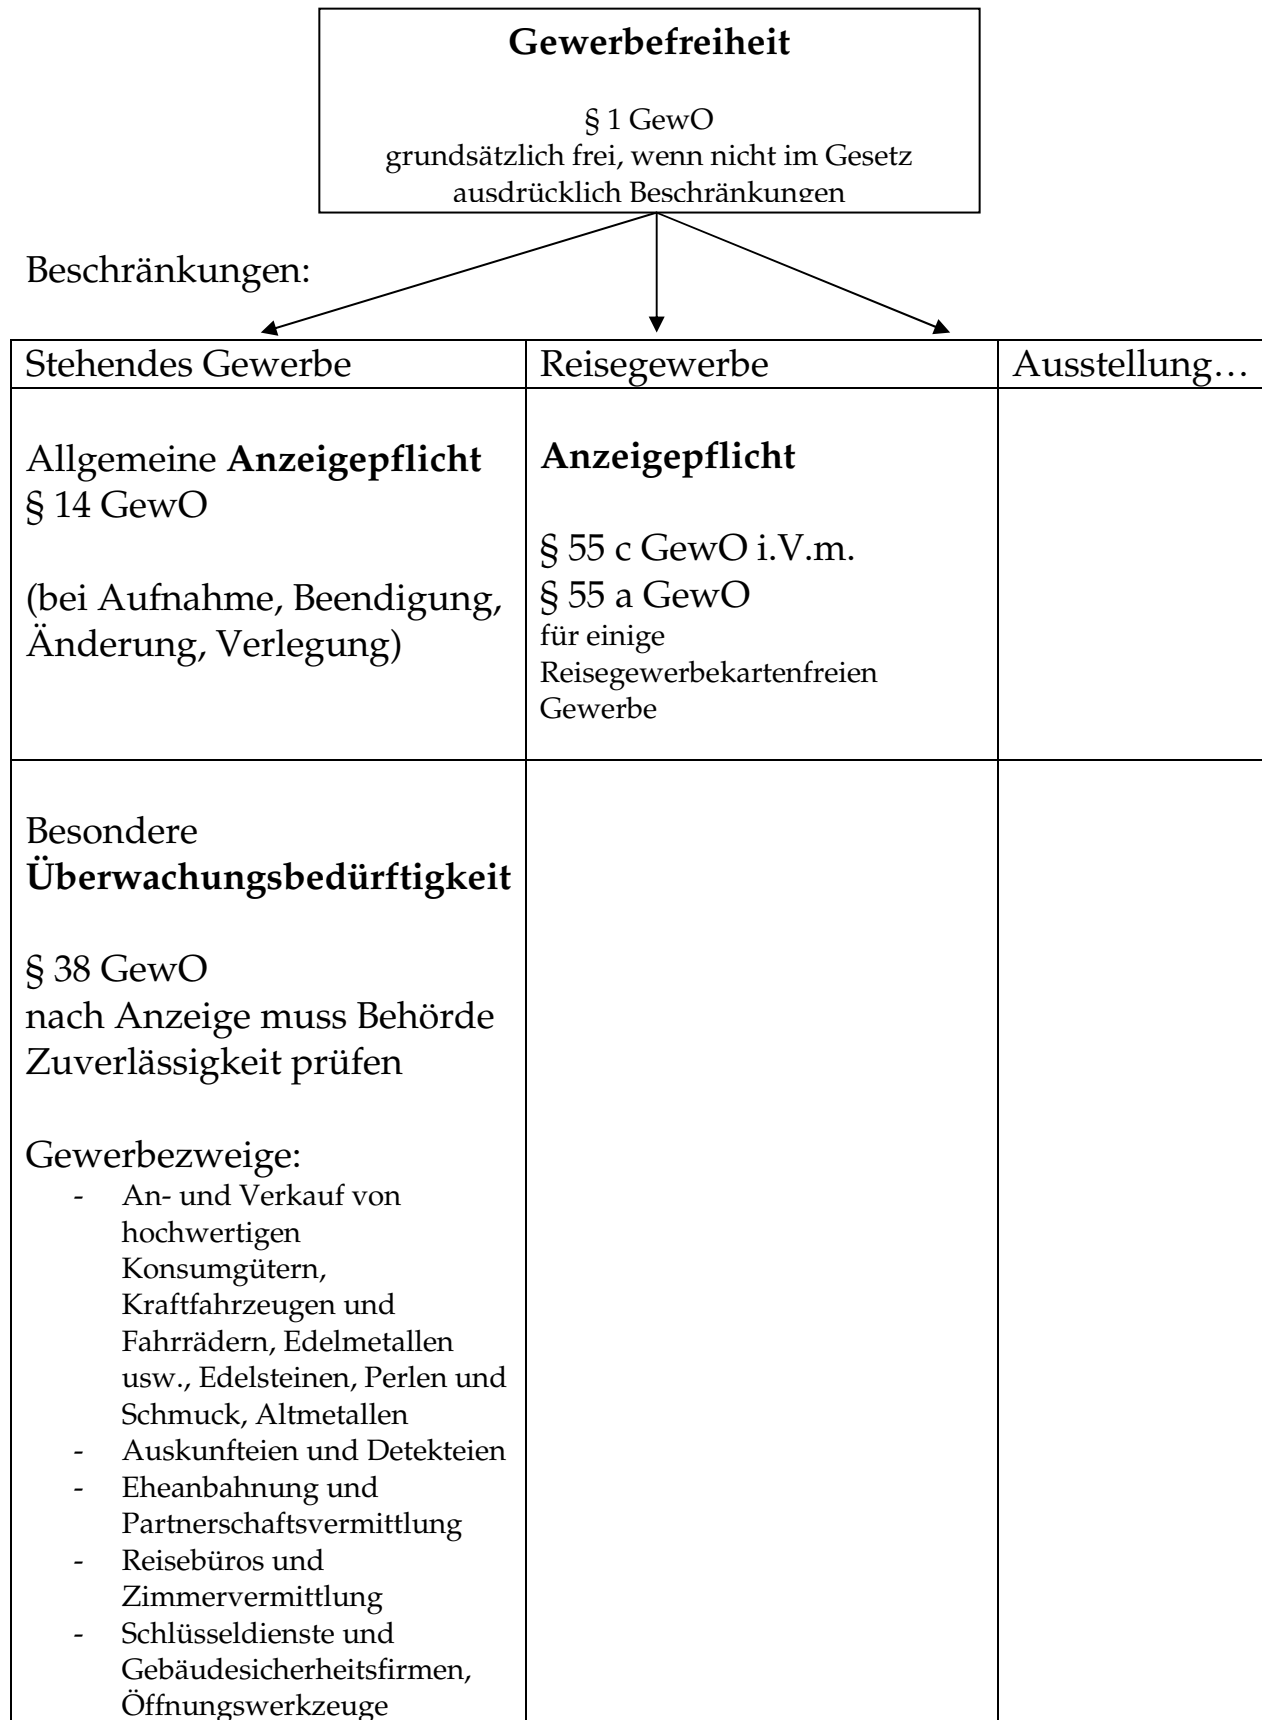 Gewerbefreiheit
§ 1 GewO
grundsätzlich frei, wenn nicht im Gesetz
ausdrücklich Beschränkungen
Beschränkungen:
Stehendes Gewerbe
Reisegewerbe
Ausstellung…
Allgemeine Anzeigepflicht
§ 14 GewO
(bei Aufnahme, Beendigung,
Änderung, Verlegung)
Anzeigepflicht
§ 55 c GewO i.V.m.
§ 55 a GewO
für einige
Reisegewerbekartenfreien
Gewerbe
Besondere
Überwachungsbedürftigkeit
§ 38 GewO
nach Anzeige muss Behörde
Zuverlässigkeit prüfen
Gewerbezweige:
- An- und Verkauf von
hochwertigen
Konsumgütern,
Kraftfahrzeugen und
Fahrrädern, Edelmetallen
usw., Edelsteinen, Perlen und
Schmuck, Altmetallen
- Auskunfteien und Detekteien
- Eheanbahnung und
Partnerschaftsvermittlung
- Reisebüros und
Zimmervermittlung
- Schlüsseldienste und
Gebäudesicherheitsfirmen,
Öffnungswerkzeuge